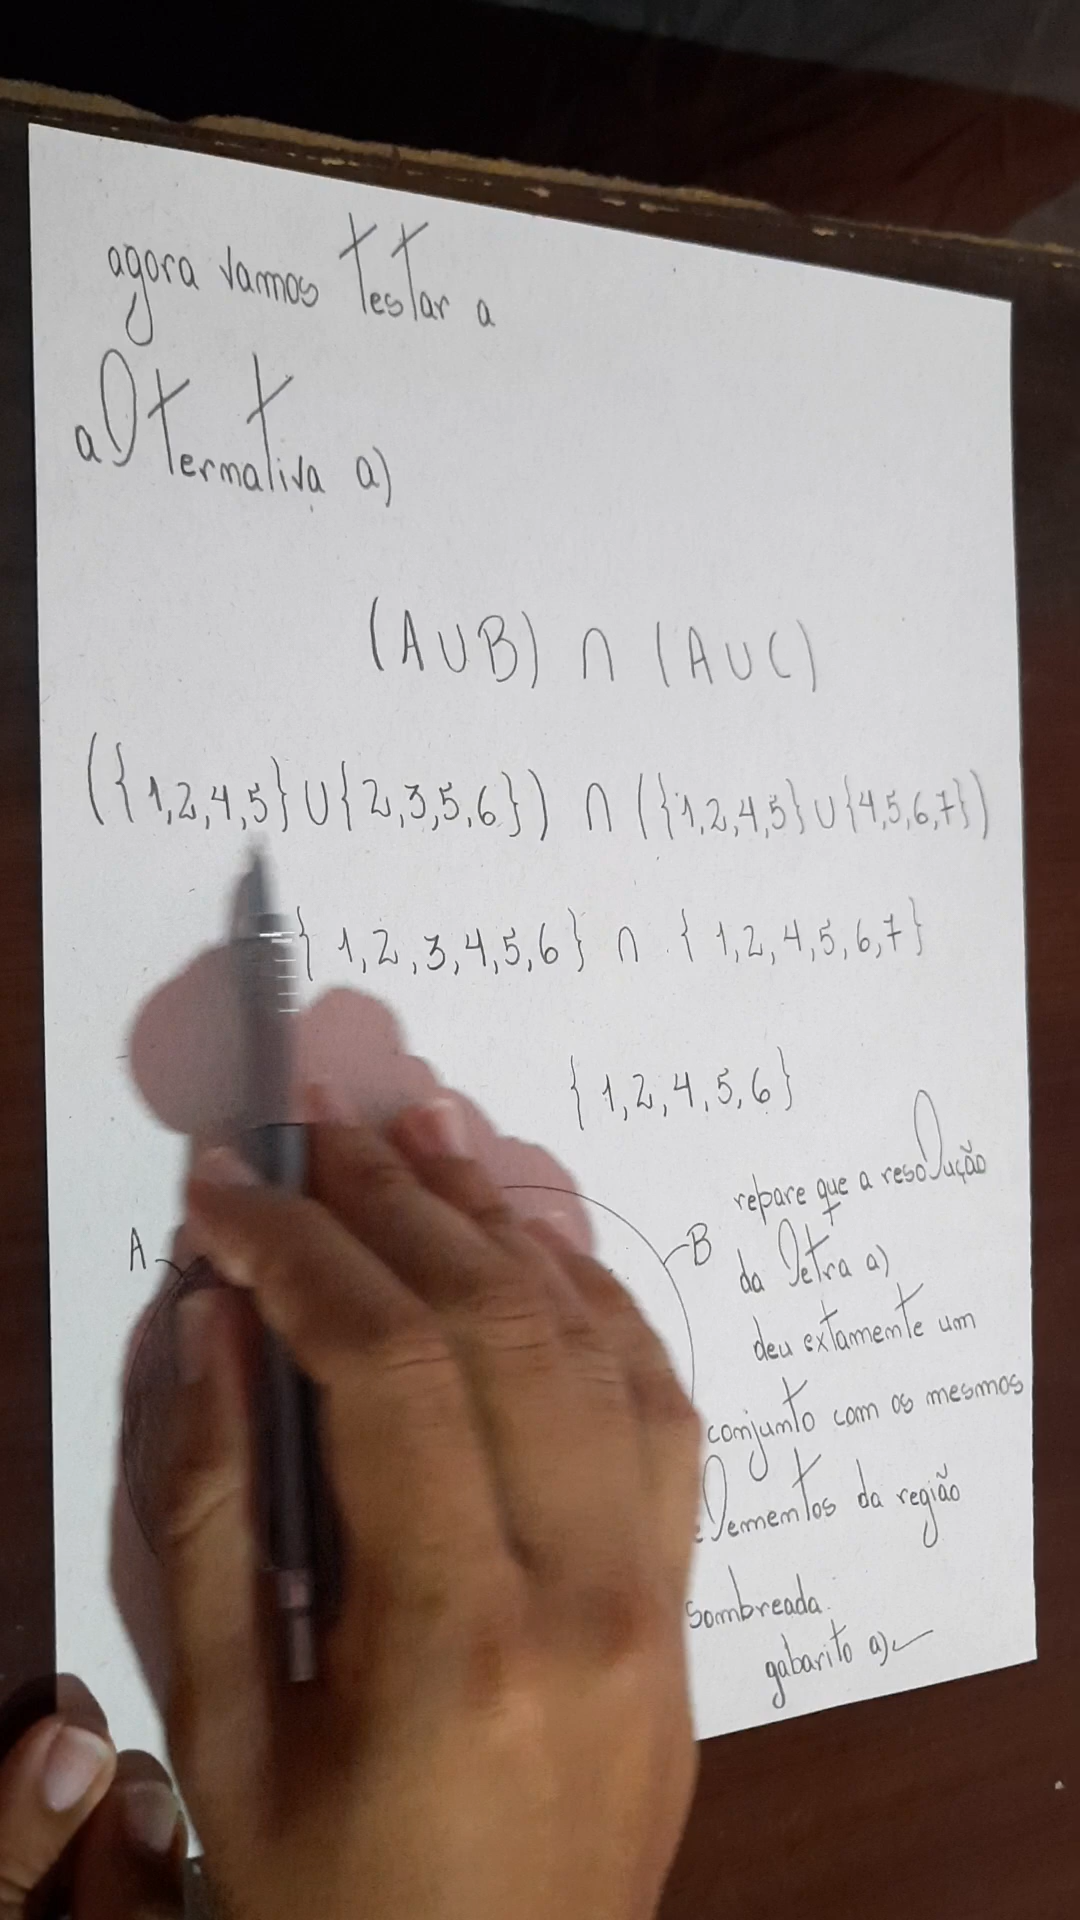 agora vamos testar a
alternativa a)
(A∪B) ∩ (A∪C)
({1,2,4,5}∪{2,3,5,6}) ∩ ({1,2,4,5}∪{4,5,6,7})
{1,2,3,4,5,6} ∩ {1,2,4,5,6,7}
{1,2,4,5,6}
repare que a resolução
da letra a)
deu extamente um
conjunto com os mesmos
elementos da região
sombreada.
gabarito a)
A
B